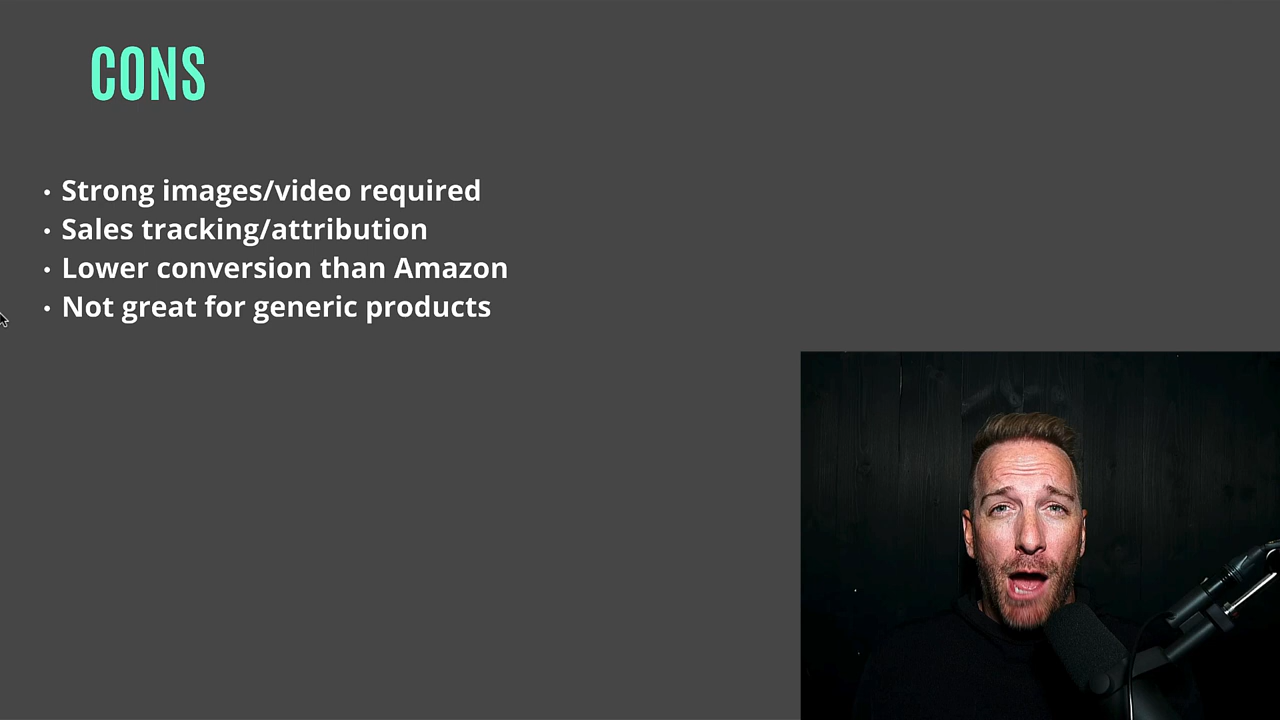 CONS
• Strong images/video required
• Sales tracking/attribution
• Lower conversion than Amazon
• Not great for generic products